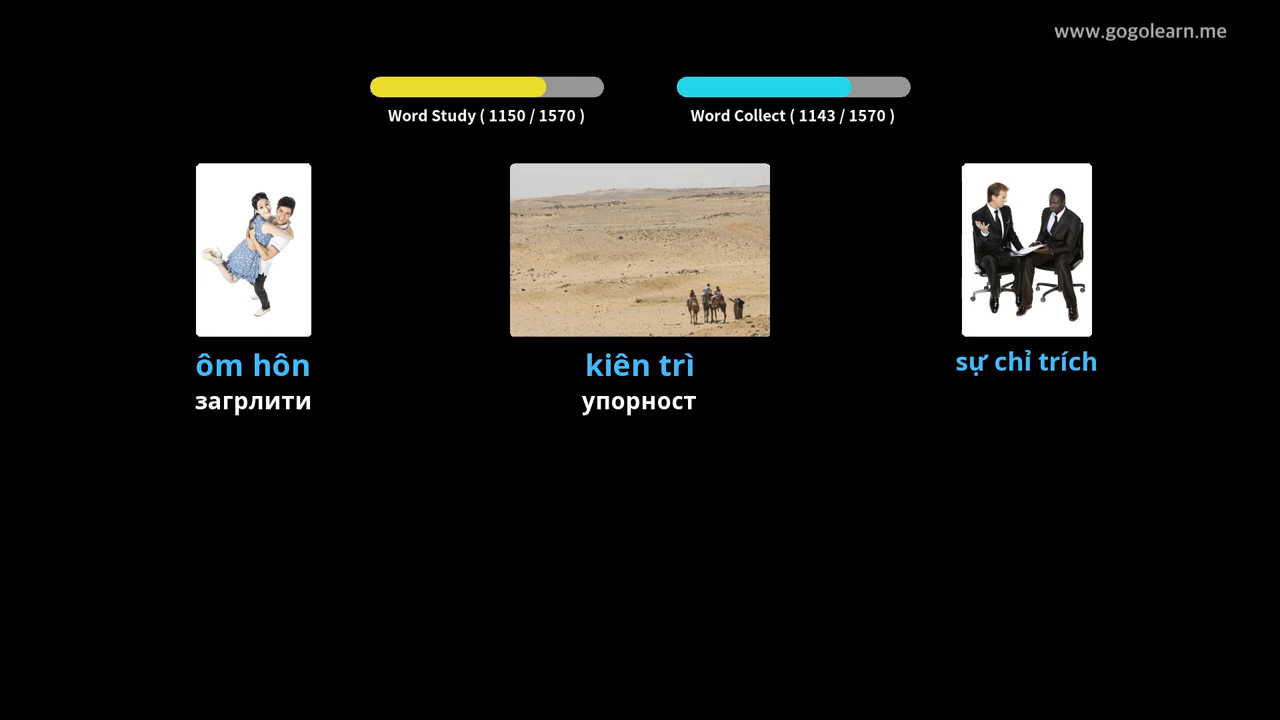 www.gogolearn.me
Word Study ( 1150 / 1570 )
Word Collect ( 1143 / 1570 )
ôm hôn
kiên trì
sự chỉ trích
загрлити
упорност